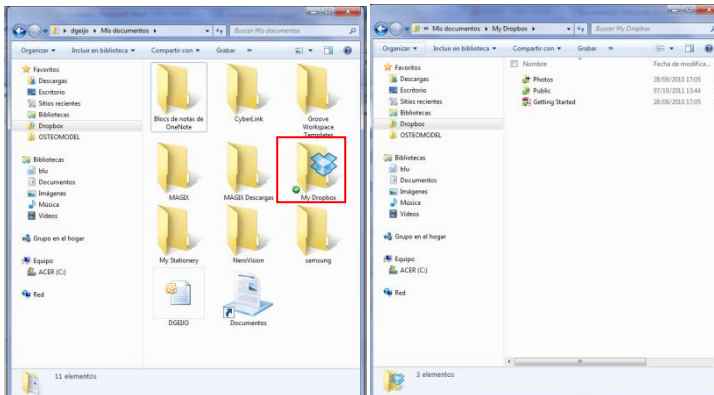 dgeijo ▸ Mis documentos ▸
Buscar Mis documentos
Organizar
Incluir en biblioteca
Compartir con
Grabar
»
Favoritos
Descargas
Escritorio
Sitios recientes
Bibliotecas
Dropbox
OSTEOMODEL
Bibliotecas
blu
Documentos
Imágenes
Música
Vídeos
Grupo en el hogar
Equipo
ACER (C:)
Red
Blocs de notas de
OneNote
CyberLink
Groove
Workspace
Templates
MAGIX
MAGIX Descargas
My Dropbox
My Stationery
NeroVision
samsung
DGEIJO
Documentos
11 elementos
« Mis documentos ▸ My Dropbox ▸
Buscar My Dropbox
Organizar
Incluir en biblioteca
Compartir con
Grabar
»
Favoritos
Descargas
Escritorio
Sitios recientes
Bibliotecas
Dropbox
OSTEOMODEL
Bibliotecas
blu
Documentos
Imágenes
Música
Vídeos
Grupo en el hogar
Equipo
ACER (C:)
Red
Nombre
Fecha de modifica...
Photos
28/09/2010 17:05
Public
07/10/2011 13:44
Getting Started
28/09/2010 17:05
3 elementos